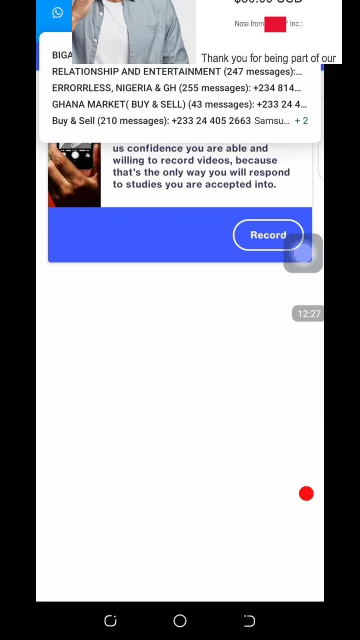 $50.00 USD
Note from Inc.:
Thank you for being part of our
BIGA
RELATIONSHIP AND ENTERTAINMENT (247 messages):...
ERRORRLESS, NIGERIA & GH (255 messages): +234 814...
GHANA MARKET( BUY & SELL) (43 messages): +233 24 4...
Buy & Sell (210 messages): +233 24 405 2663 Samsu... + 2
us confidence you are able and
willing to record videos, because
that's the only way you will respond
to studies you are accepted into.
Record
12:27